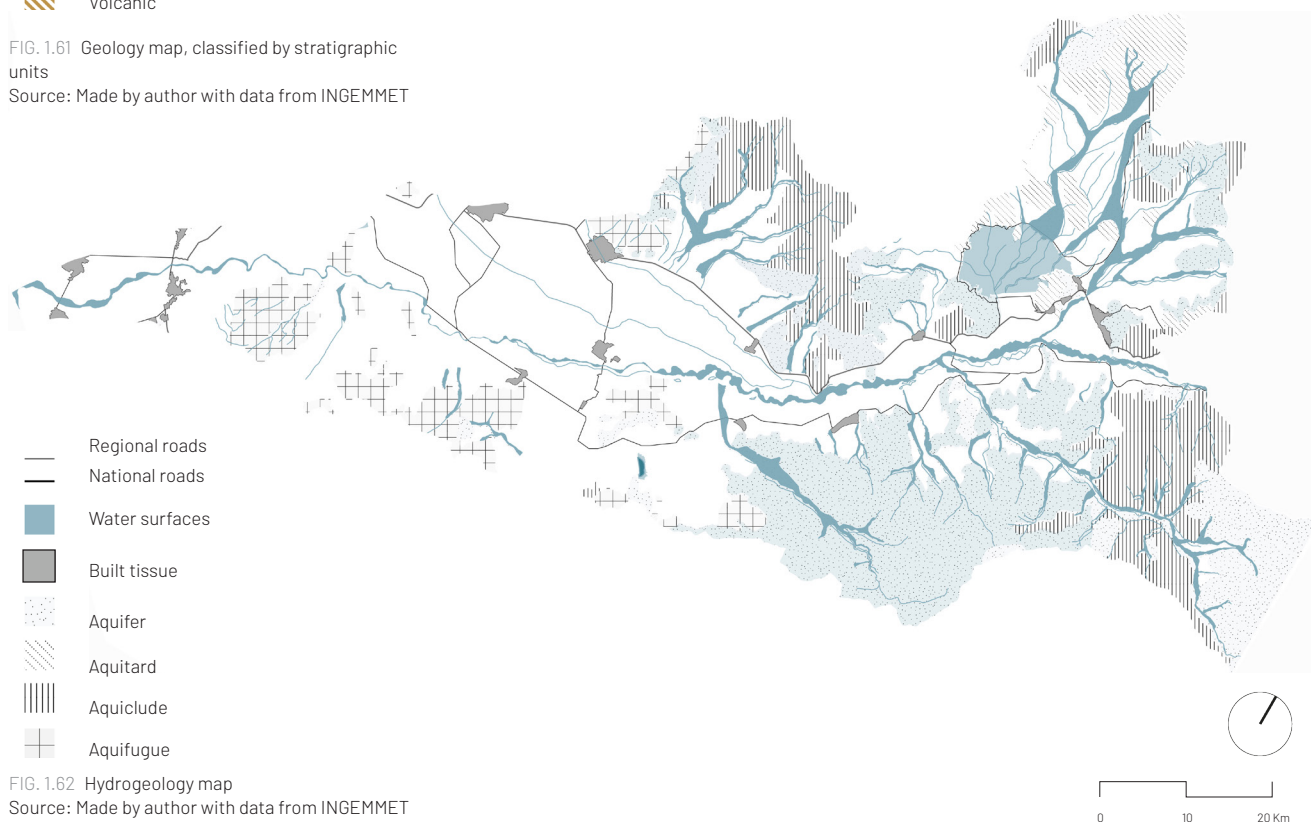 Volcanic
FIG. 1.61 Geology map, classified by stratigraphic
units
Source: Made by author with data from INGEMMET
Regional roads
National roads
Water surfaces
Built tissue
Aquifer
Aquitard
Aquiclude
Aquifugue
FIG. 1.62 Hydrogeology map
Source: Made by author with data from INGEMMET
0 10 20 Km